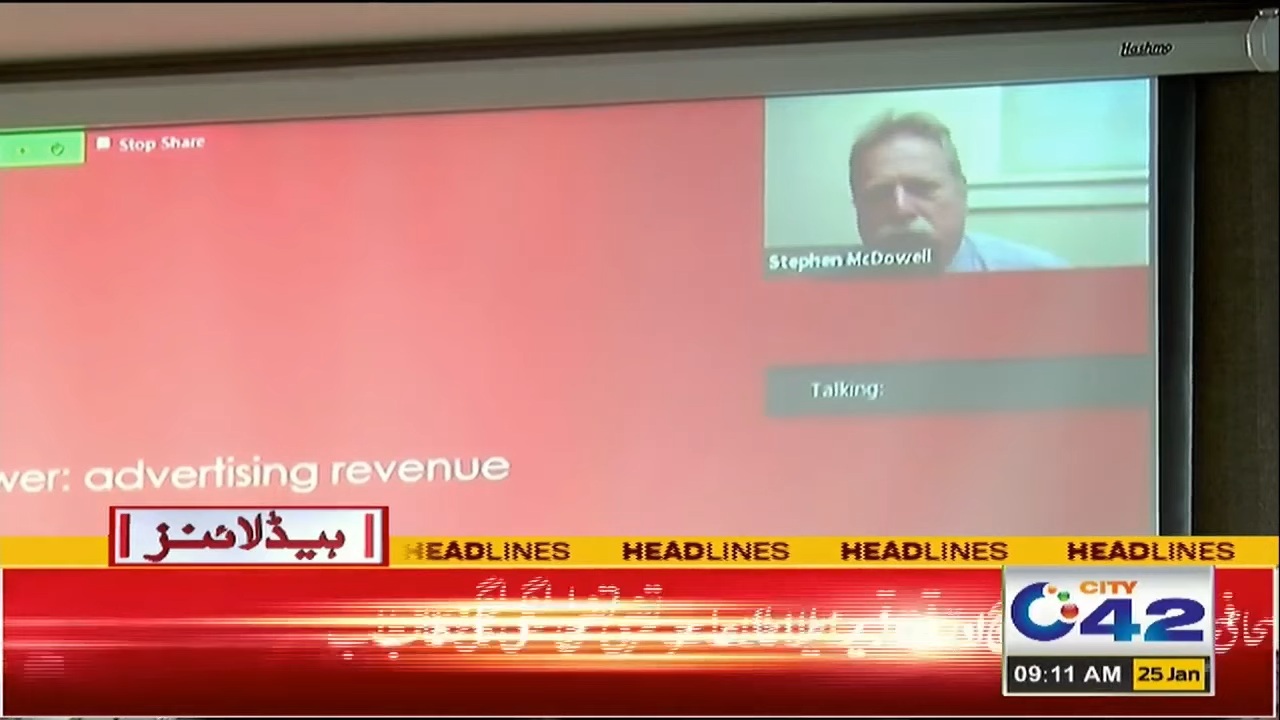 Hashmo
Stop Share
Stephen McDowell
Talking:
wer: advertising revenue
ہیڈلائنز
HEADLINES HEADLINES HEADLINES HEADLINES
CITY
42
09:11 AM 25 Jan